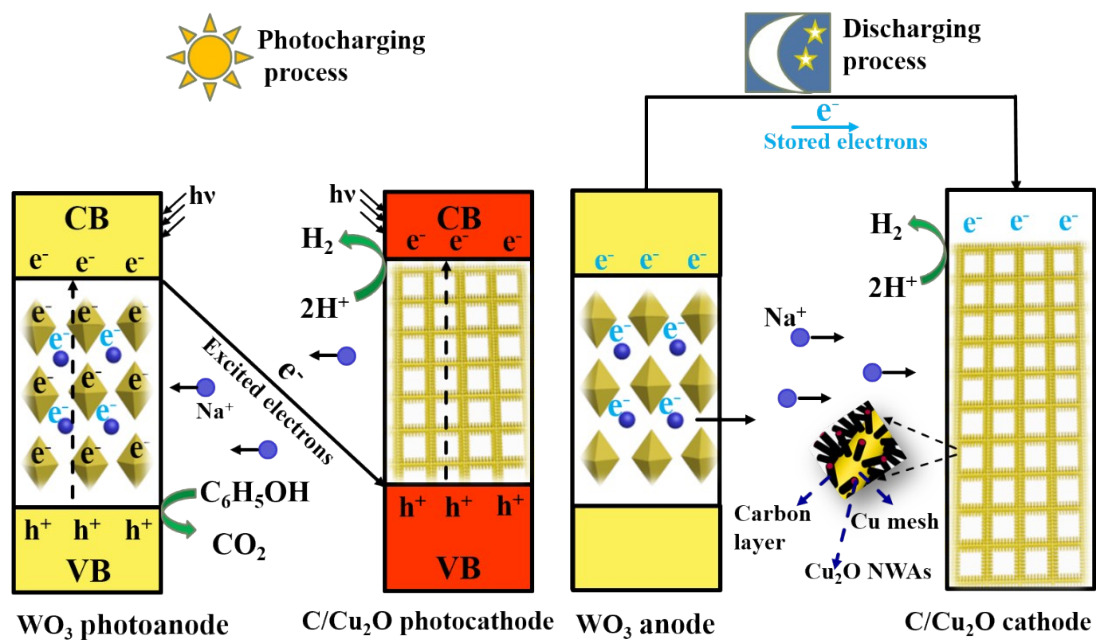 Photocharging
process
Discharging
process
e⁻
Stored electrons
hν
CB
e⁻ e⁻ e⁻
e⁻ e⁻ e⁻
e⁻ e⁻
e⁻ e⁻ e⁻
e⁻ e⁻
e⁻ e⁻ e⁻
h⁺ h⁺ h⁺
VB
WO₃ photoanode
Na⁺
C₆H₅OH
CO₂
e⁻
Excited electrons
hν
H₂
2H⁺
CB
e⁻ e⁻ e⁻
h⁺ h⁺ h⁺
VB
C/Cu₂O photocathode
e⁻ e⁻ e⁻
e⁻ e⁻
e⁻ e⁻
WO₃ anode
Na⁺
Carbon
layer
Cu mesh
Cu₂O NWAs
H₂
2H⁺
e⁻ e⁻ e⁻
C/Cu₂O cathode